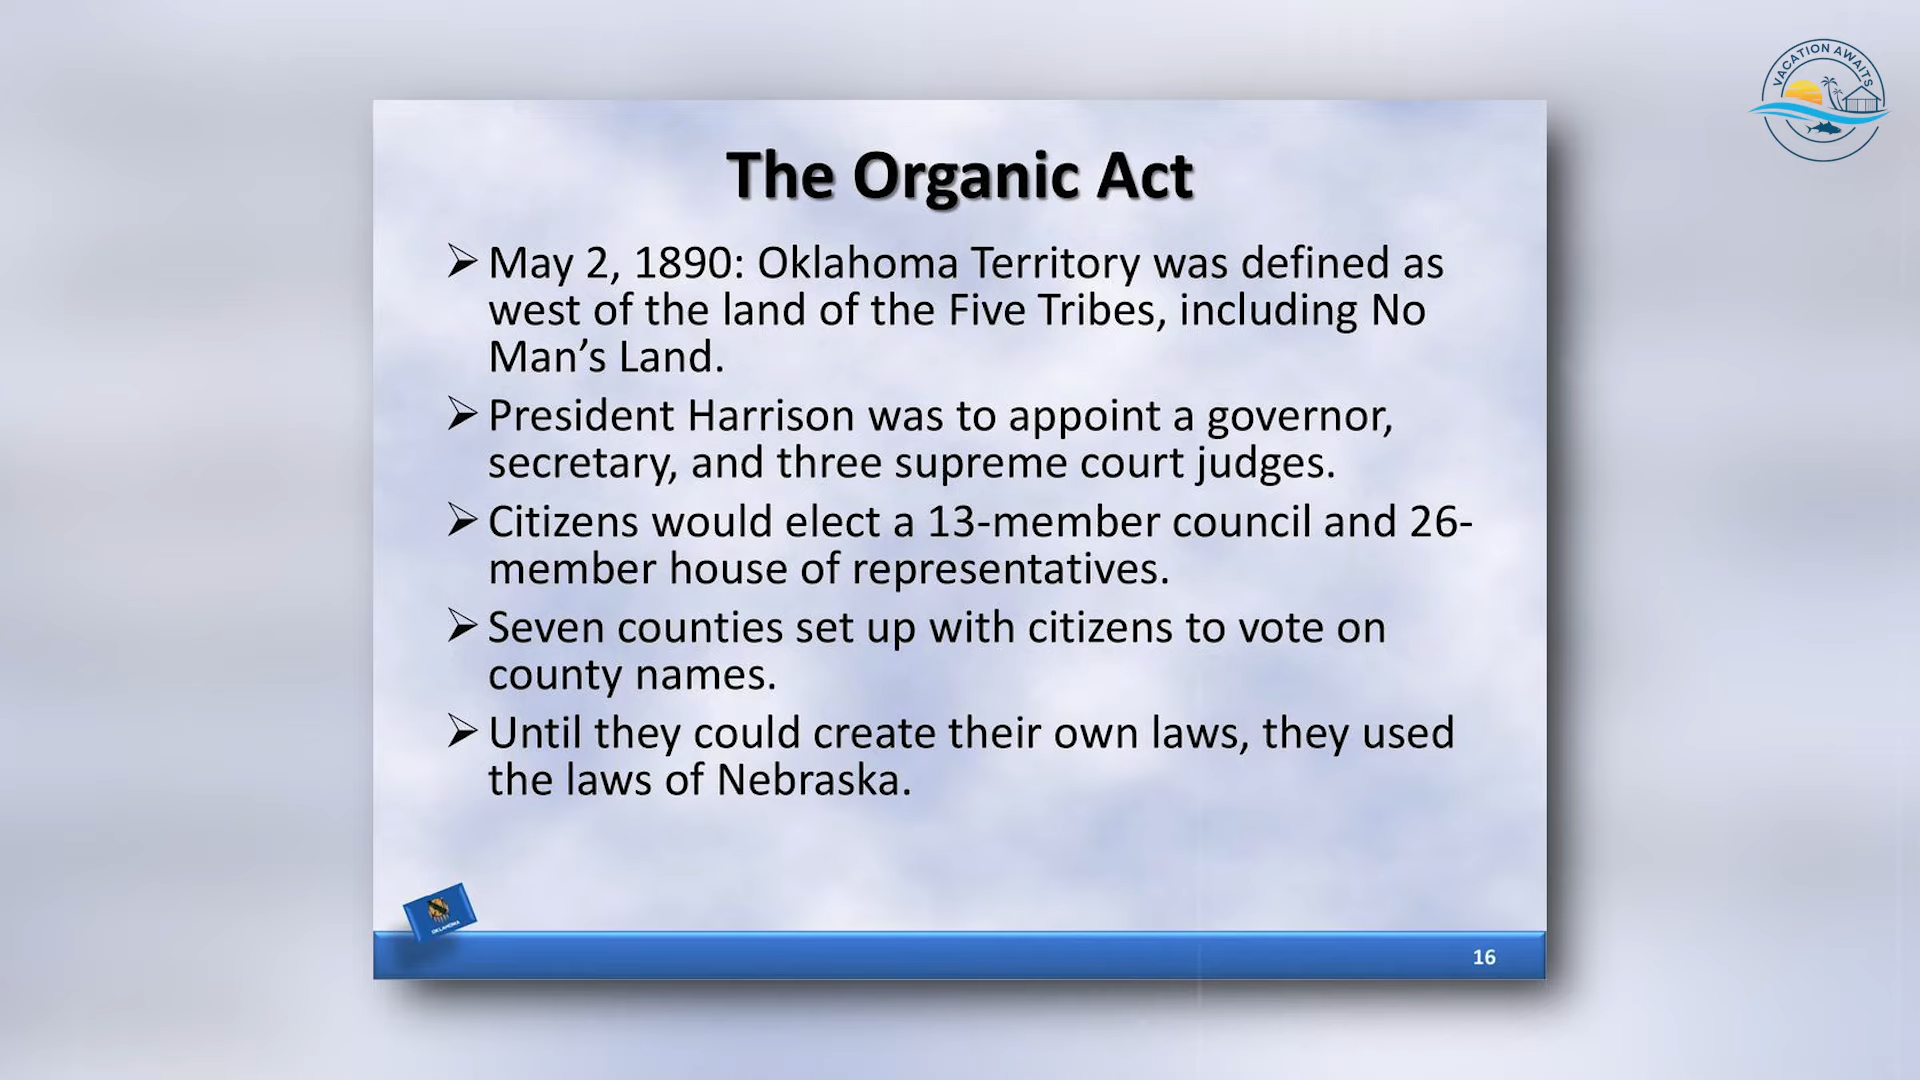 VACATION AWAITS
The Organic Act
May 2, 1890: Oklahoma Territory was defined as
west of the land of the Five Tribes, including No
Man’s Land.
President Harrison was to appoint a governor,
secretary, and three supreme court judges.
Citizens would elect a 13-member council and 26-
member house of representatives.
Seven counties set up with citizens to vote on
county names.
Until they could create their own laws, they used
the laws of Nebraska.
OKLAHOMA
16